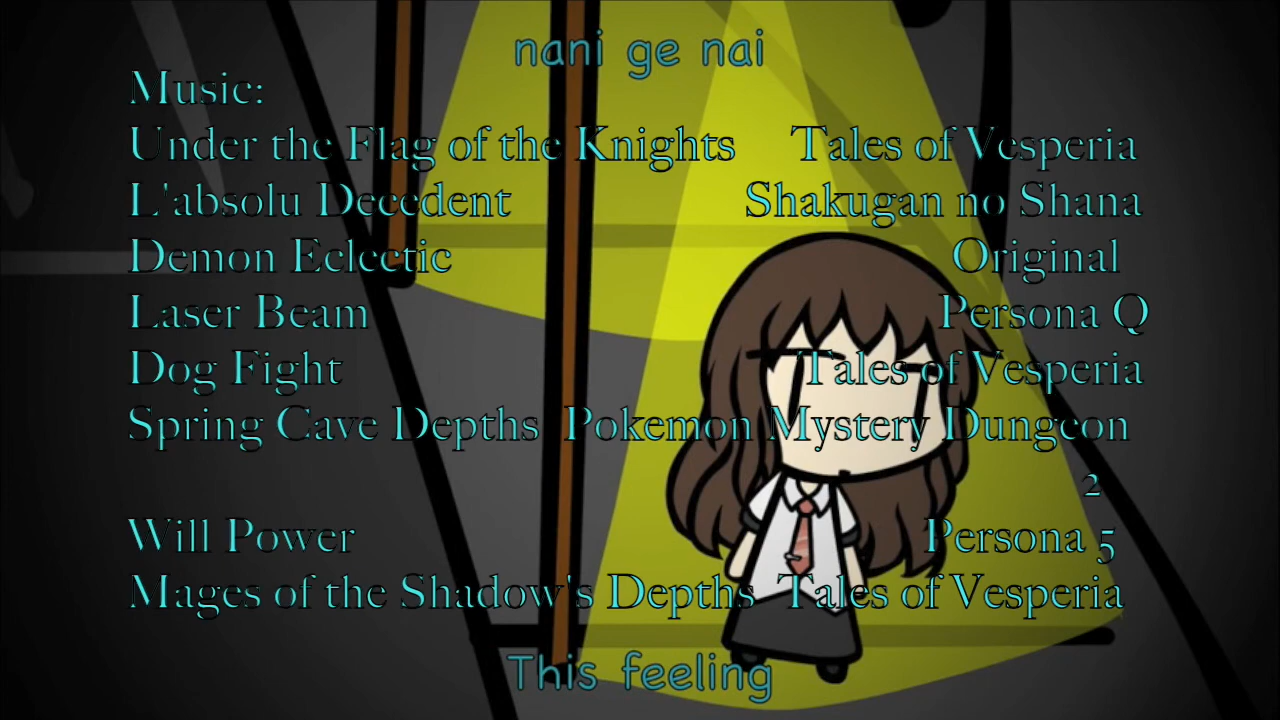 nani ge nai
Music:
Under the Flag of the Knights Tales of Vesperia
L'absolu Decedent Shakugan no Shana
Demon Eclectic Original
Laser Beam Persona Q
Dog Fight Tales of Vesperia
Spring Cave Depths Pokemon Mystery Dungeon
2
Will Power Persona 5
Mages of the Shadow's Depths Tales of Vesperia
This feeling